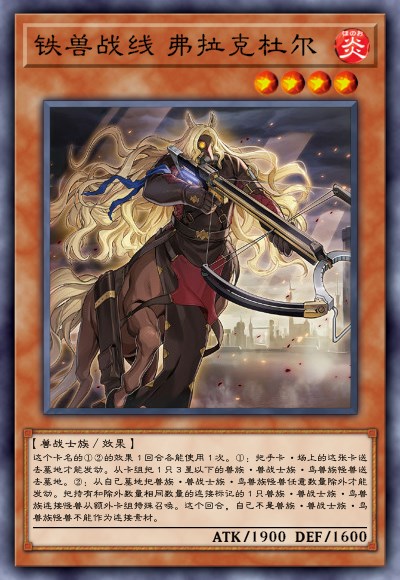 铁兽战线 弗拉克杜尔
炎
【兽战士族／效果】
这个卡名的①②的效果1回合各能使用1次。①：把手卡·场上的这张卡送
去墓地才能发动。从卡组把1只3星以下的兽族·兽战士族·鸟兽族怪兽送
去墓地。②：从自己墓地把兽族·兽战士族·鸟兽族怪兽任意数量除外才能
发动。把持有和除外数量相同数量的连接标记的1只兽族·兽战士族·鸟兽
族连接怪兽从额外卡组特殊召唤。这个回合，自己不是兽族·兽战士族·鸟
兽族怪兽不能作为连接素材。
ATK/1900 DEF/1600